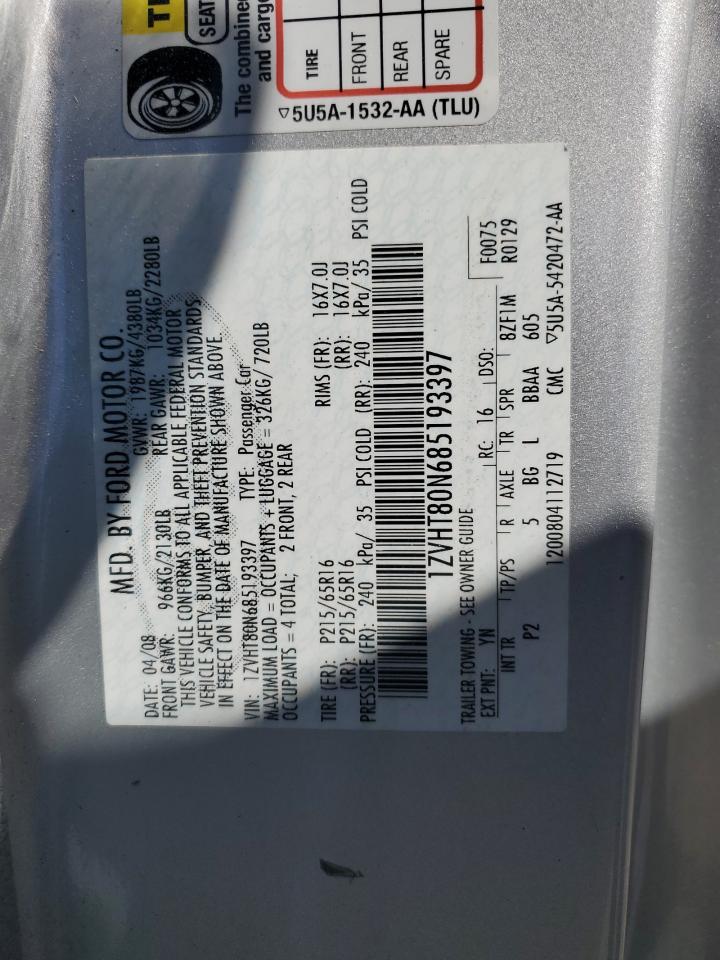 TI
SEAT
The combine
and cargo
TIRE
FRONT
REAR
SPARE
▽5U5A-1532-AA (TLU)
MFD. BY FORD MOTOR CO.
DATE: 04/08 GVWR: 1987KG/4380LB
FRONT GAWR: 966KG/2130LB REAR GAWR: 1034KG/2280LB
THIS VEHICLE CONFORMS TO ALL APPLICABLE FEDERAL MOTOR
VEHICLE SAFETY, BUMPER, AND THEFT PREVENTION STANDARDS
IN EFFECT ON THE DATE OF MANUFACTURE SHOWN ABOVE.
VIN: 1ZVHT80N685193397 TYPE: Passenger Car
MAXIMUM LOAD = OCCUPANTS + LUGGAGE = 326KG/ 720LB
OCCUPANTS = 4 TOTAL; 2 FRONT, 2 REAR
TIRE (FR): P215/65R16 RIMS (FR): 16X7.0J
(RR): P215/65R16 (RR): 16X7.0J
PRESSURE (FR): 240 kPa/ 35 PSI COLD (RR): 240 kPa/ 35 PSI COLD
1ZVHT80N685193397
TRAILER TOWING - SEE OWNER GUIDE F0075
EXT PNT: YN RC: 16 DSO: R0129
INT TR TP/PS R AXLE TR SPR 8ZF1M
P2 5 BG L BBAA 605
1200804112719 CMC ▽5U5A-5420472-AA